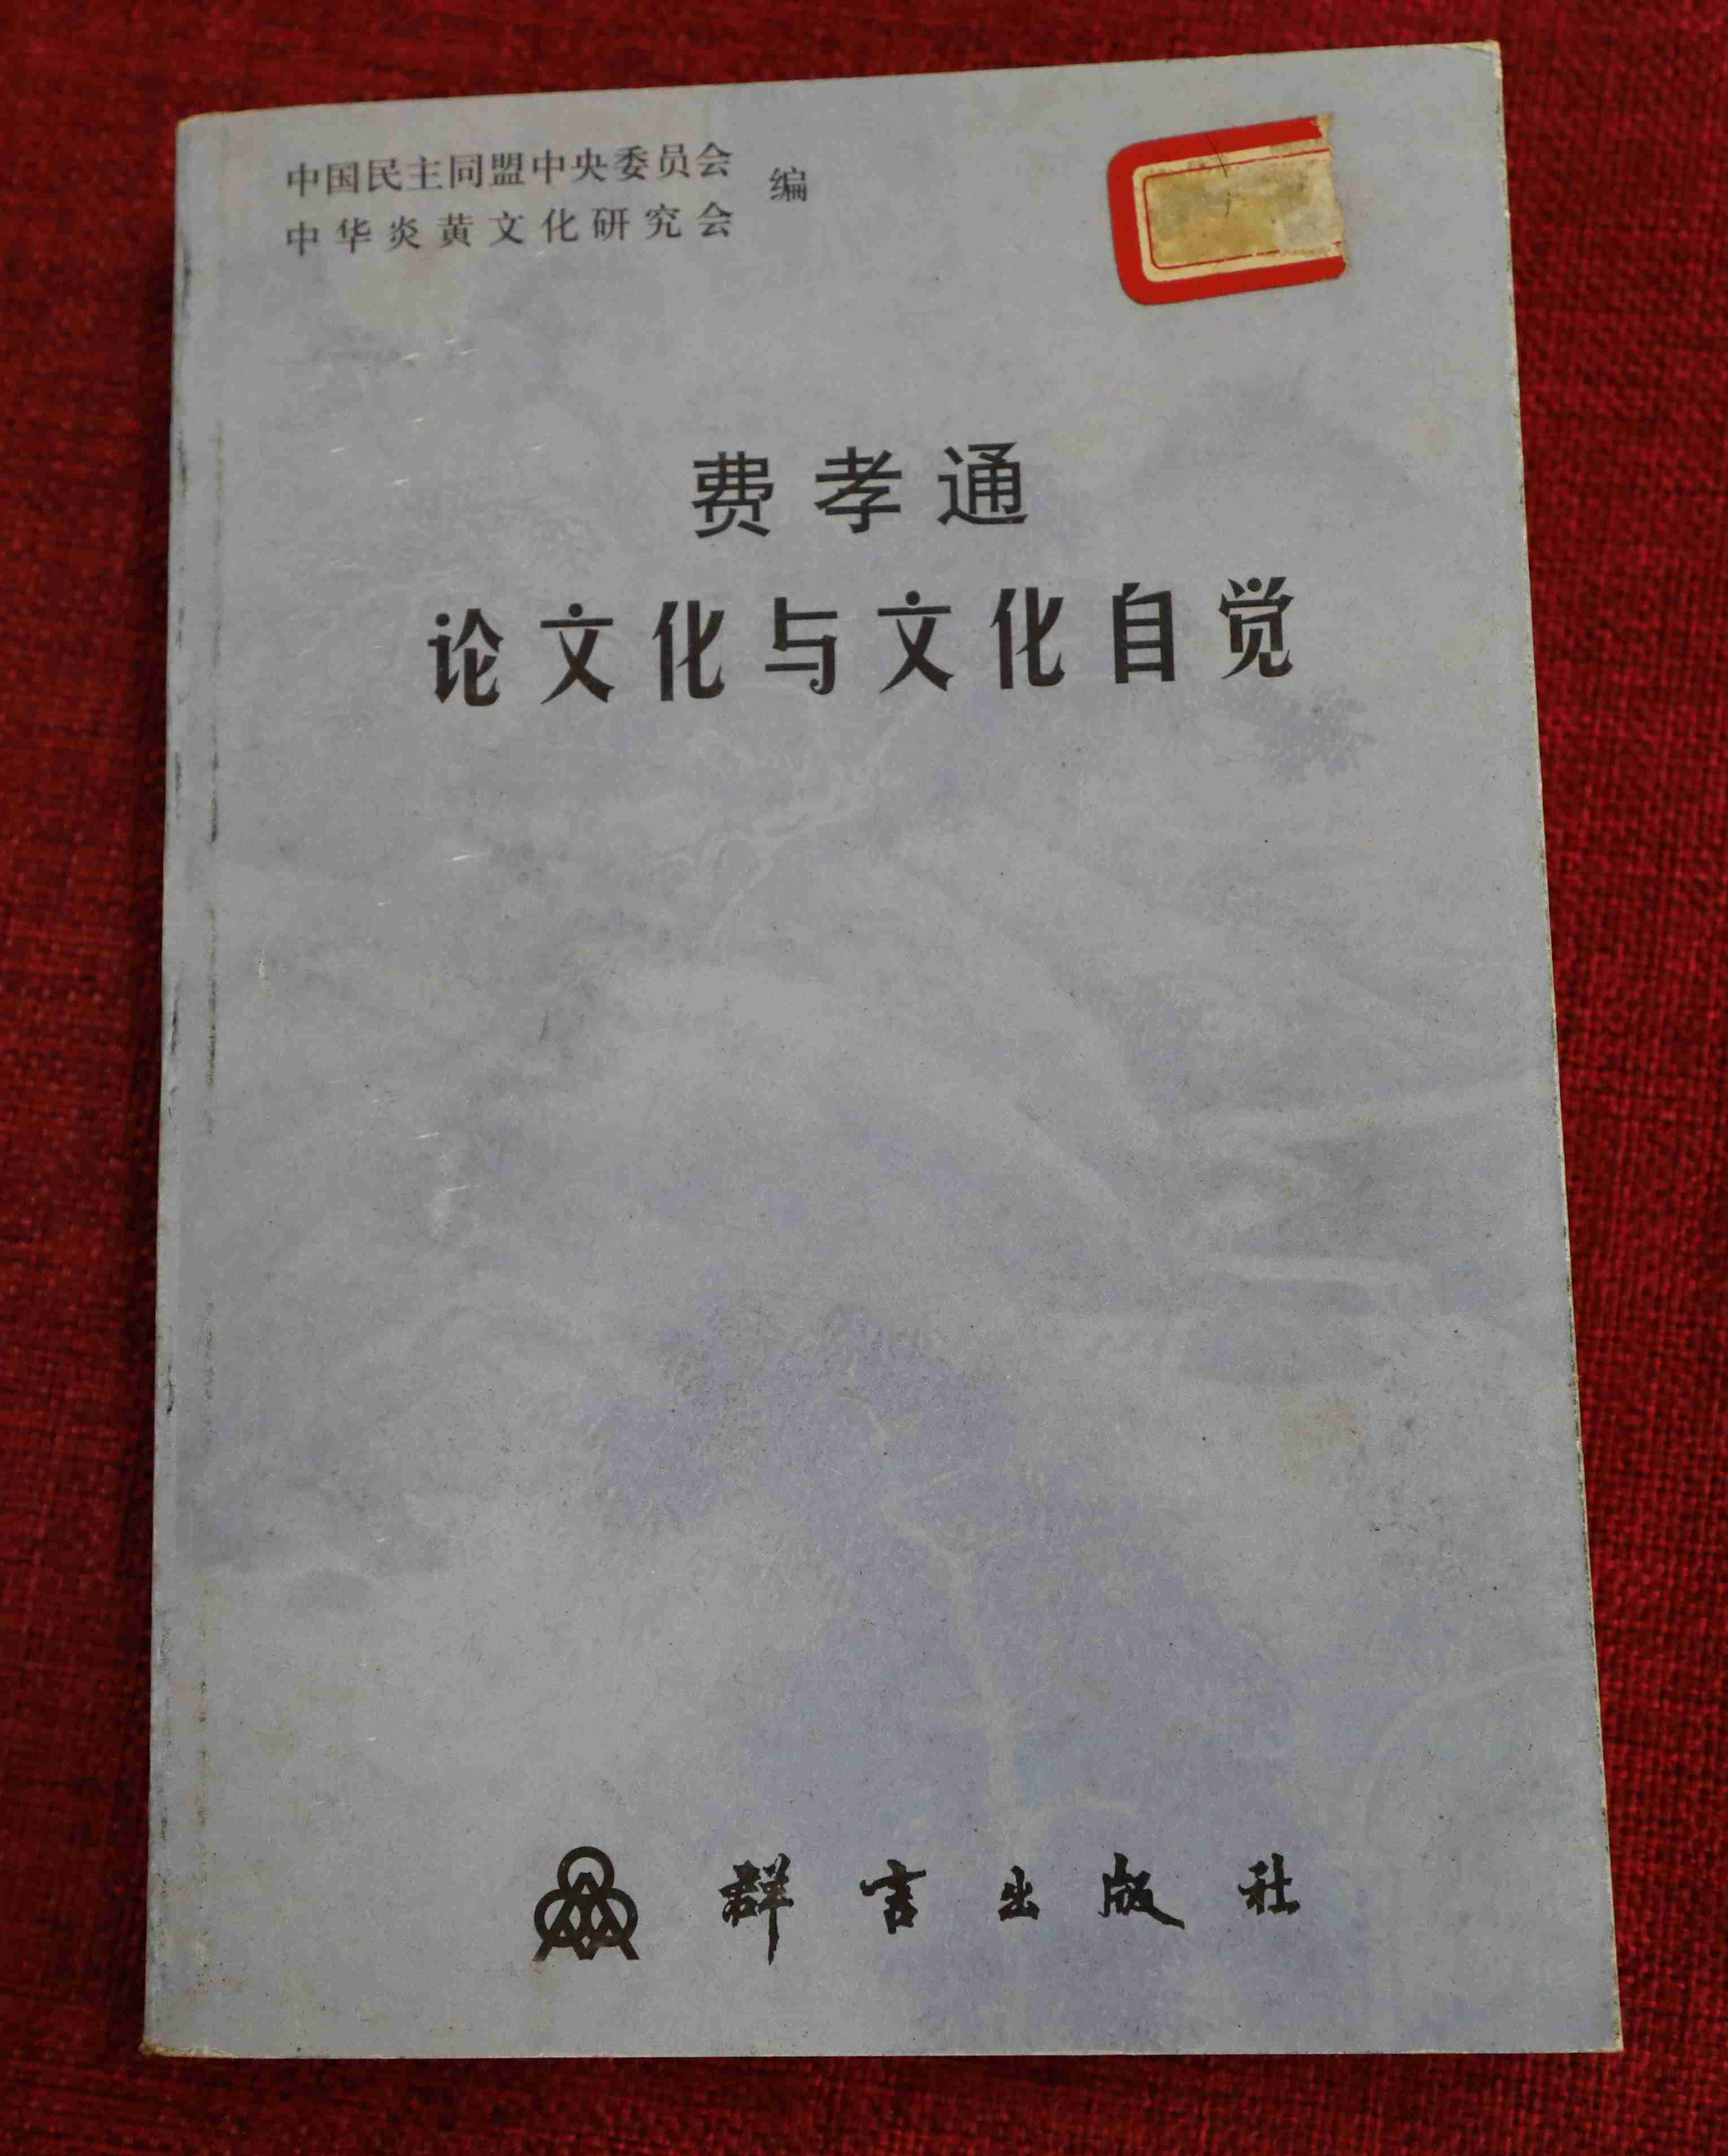 中国民主同盟中央委员会
中华炎黄文化研究会
编
费孝通
论文化与文化自觉
群言出版社